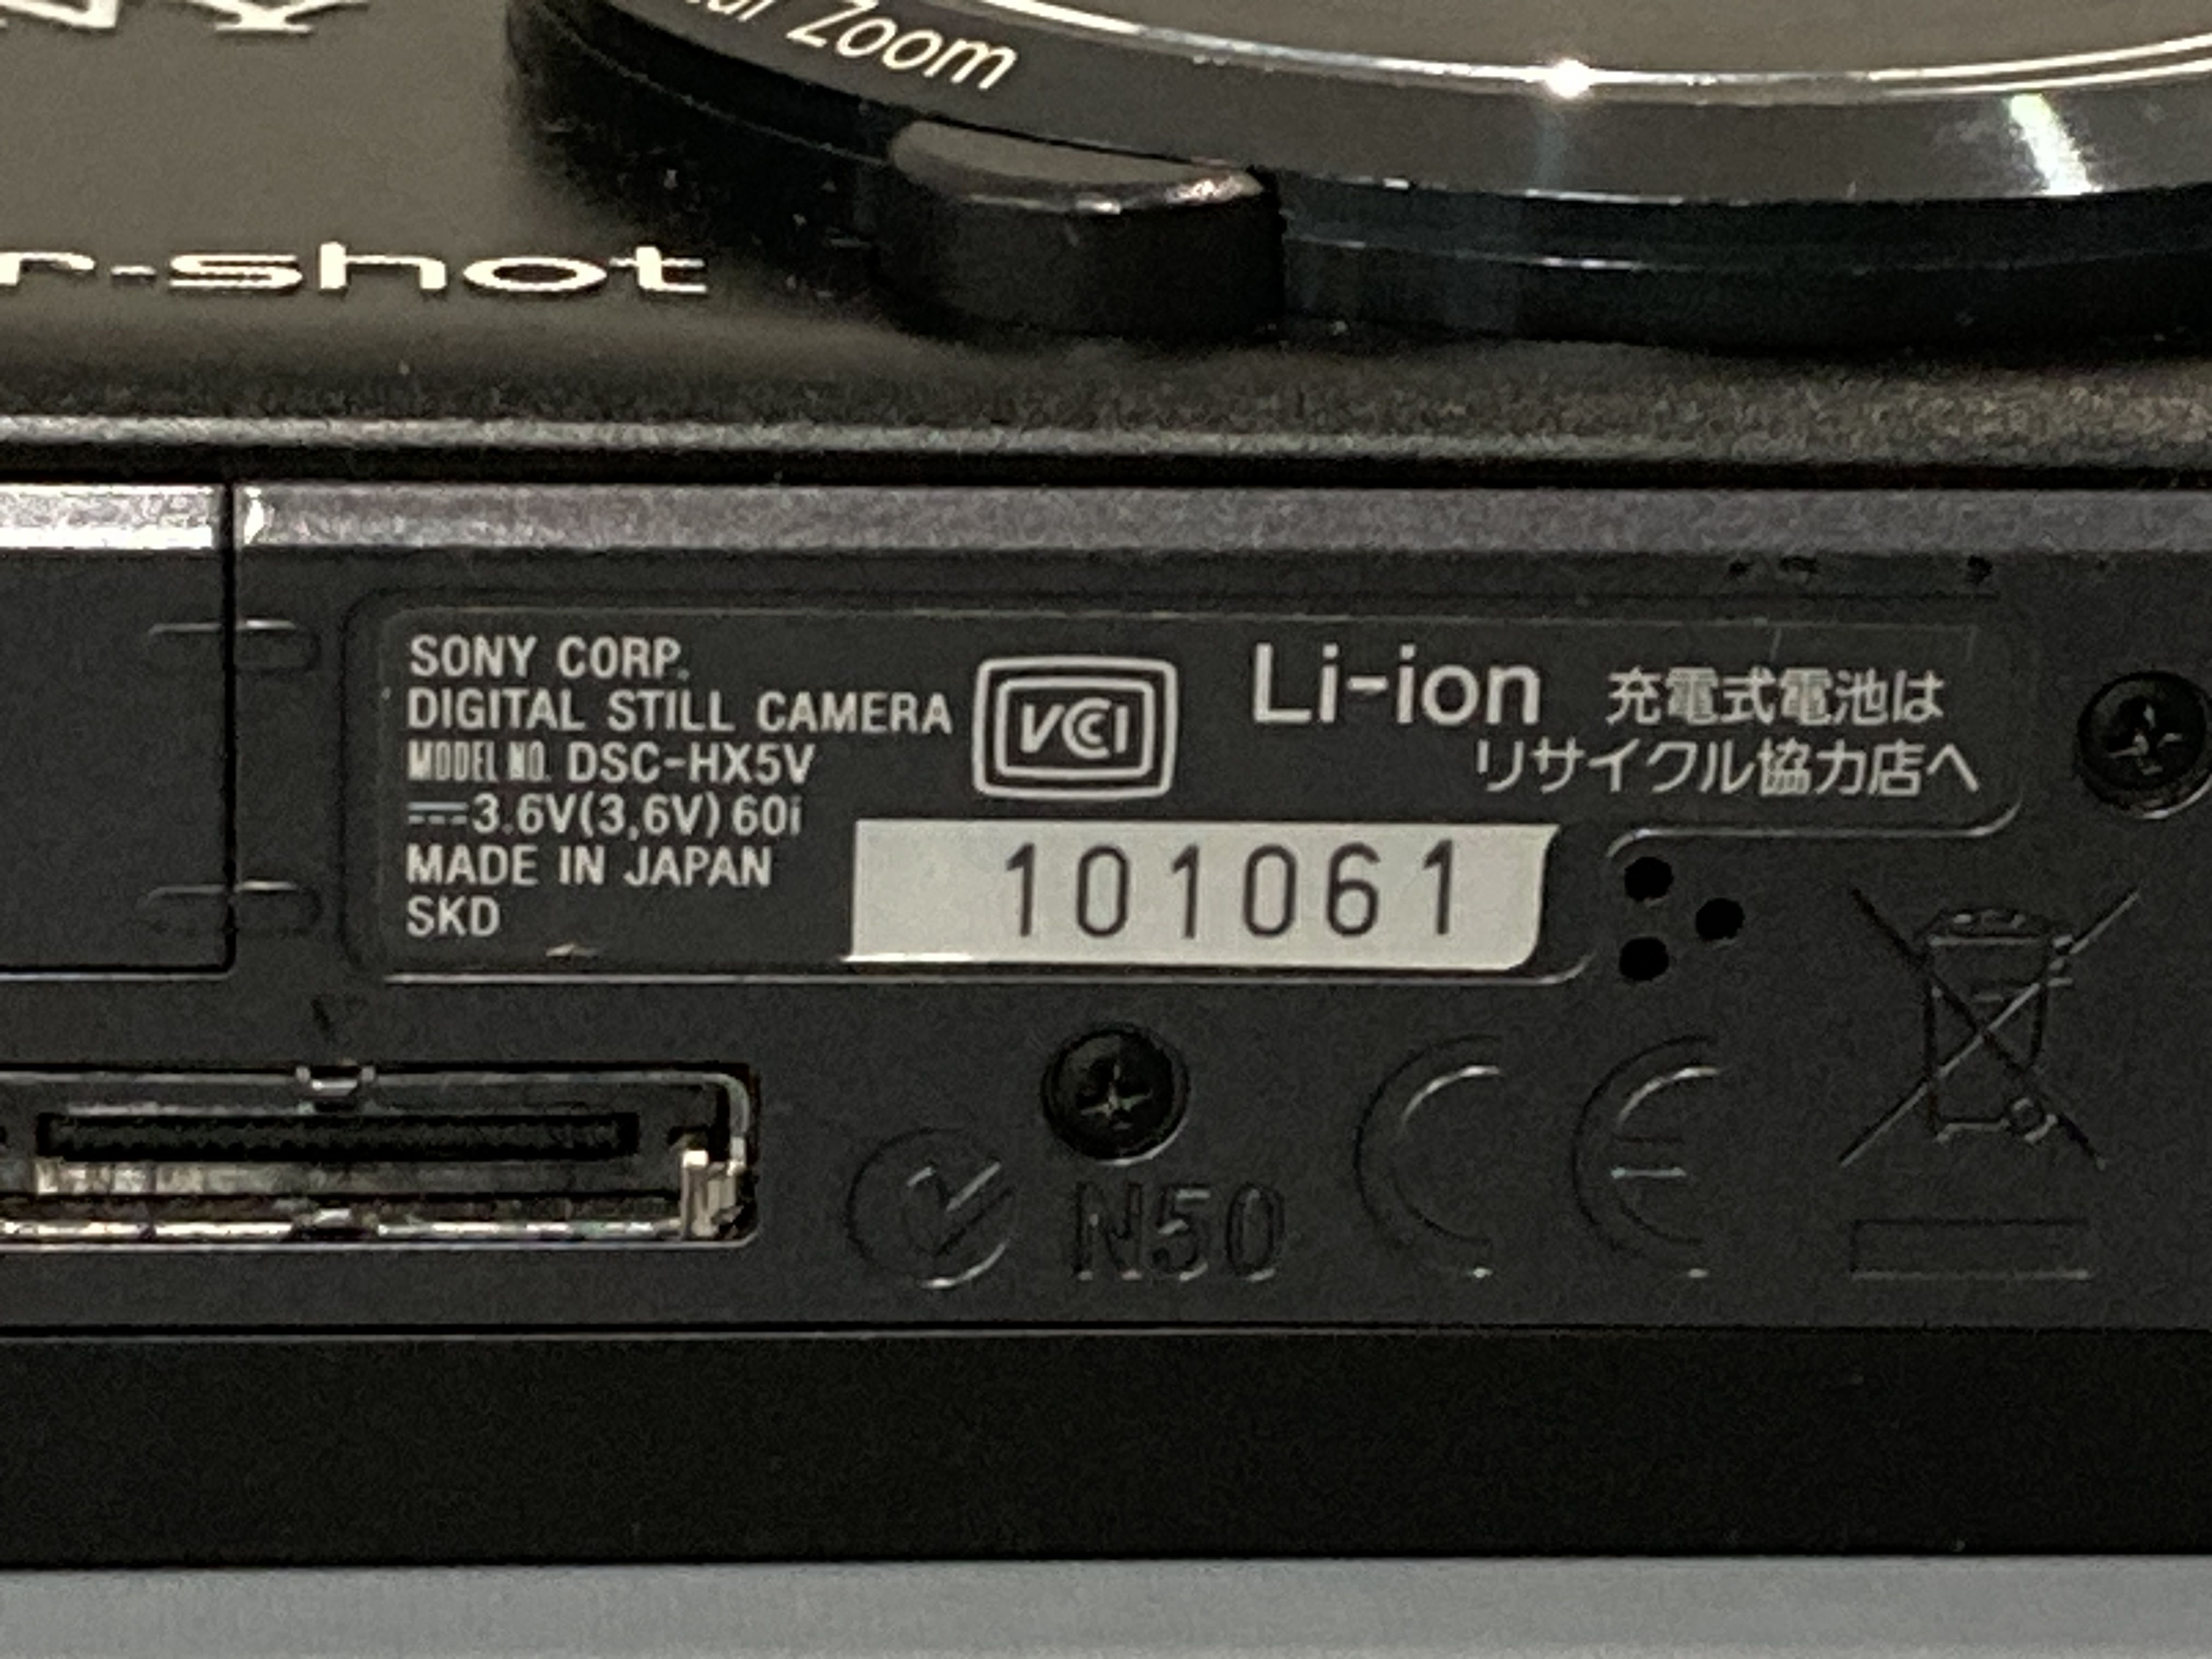 Zoom
r-shot
SONY CORP.
DIGITAL STILL CAMERA
MODEL NO. DSC-HX5V
⎓3.6V(3,6V) 60i
MADE IN JAPAN
SKD
VCI
Li-ion 充電式電池は
リサイクル協力店へ
101061
N50
CE